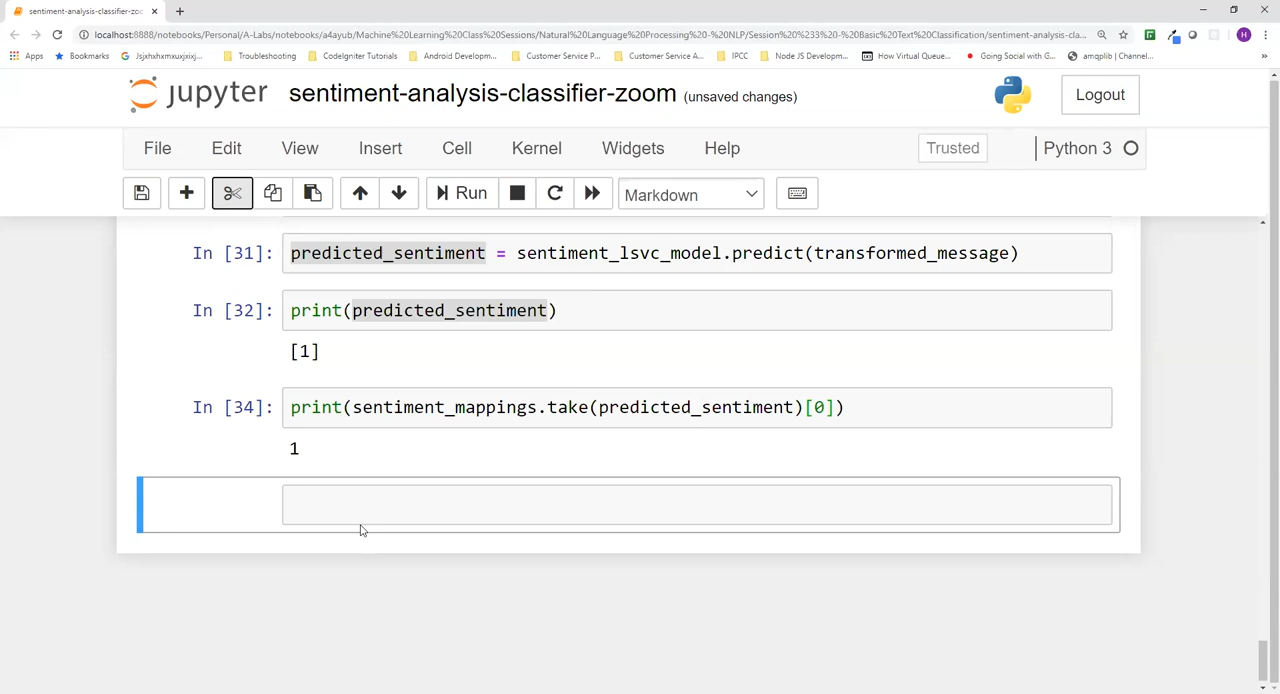 sentiment-analysis-classifier-zo
localhost:8888/notebooks/Personal/A-Labs/notebooks/a4ayub/Machine%20Learning%20Class%20Sessions/Natural%20Language%20Processing%20-%20NLP/Session%20%233%20-%20Basic%20Text%20Classification/sentiment-analysis-cla...
H
Apps Bookmarks Jsjxhxhxmxuxjxixj... Troubleshooting CodeIgniter Tutorials Android Developm... Customer Service P... IPCC Customer Service A... Node JS Developm... How Virtual Queue... Going Social with G... amqplib | Channel... »
jupyter sentiment-analysis-classifier-zoom (unsaved changes) Logout
File Edit View Insert Cell Kernel Widgets Help Trusted Python 3
Run Markdown
In [31]: predicted_sentiment = sentiment_lsvc_model.predict(transformed_message)
In [32]: print(predicted_sentiment)
[1]
In [34]: print(sentiment_mappings.take(predicted_sentiment)[0])
1